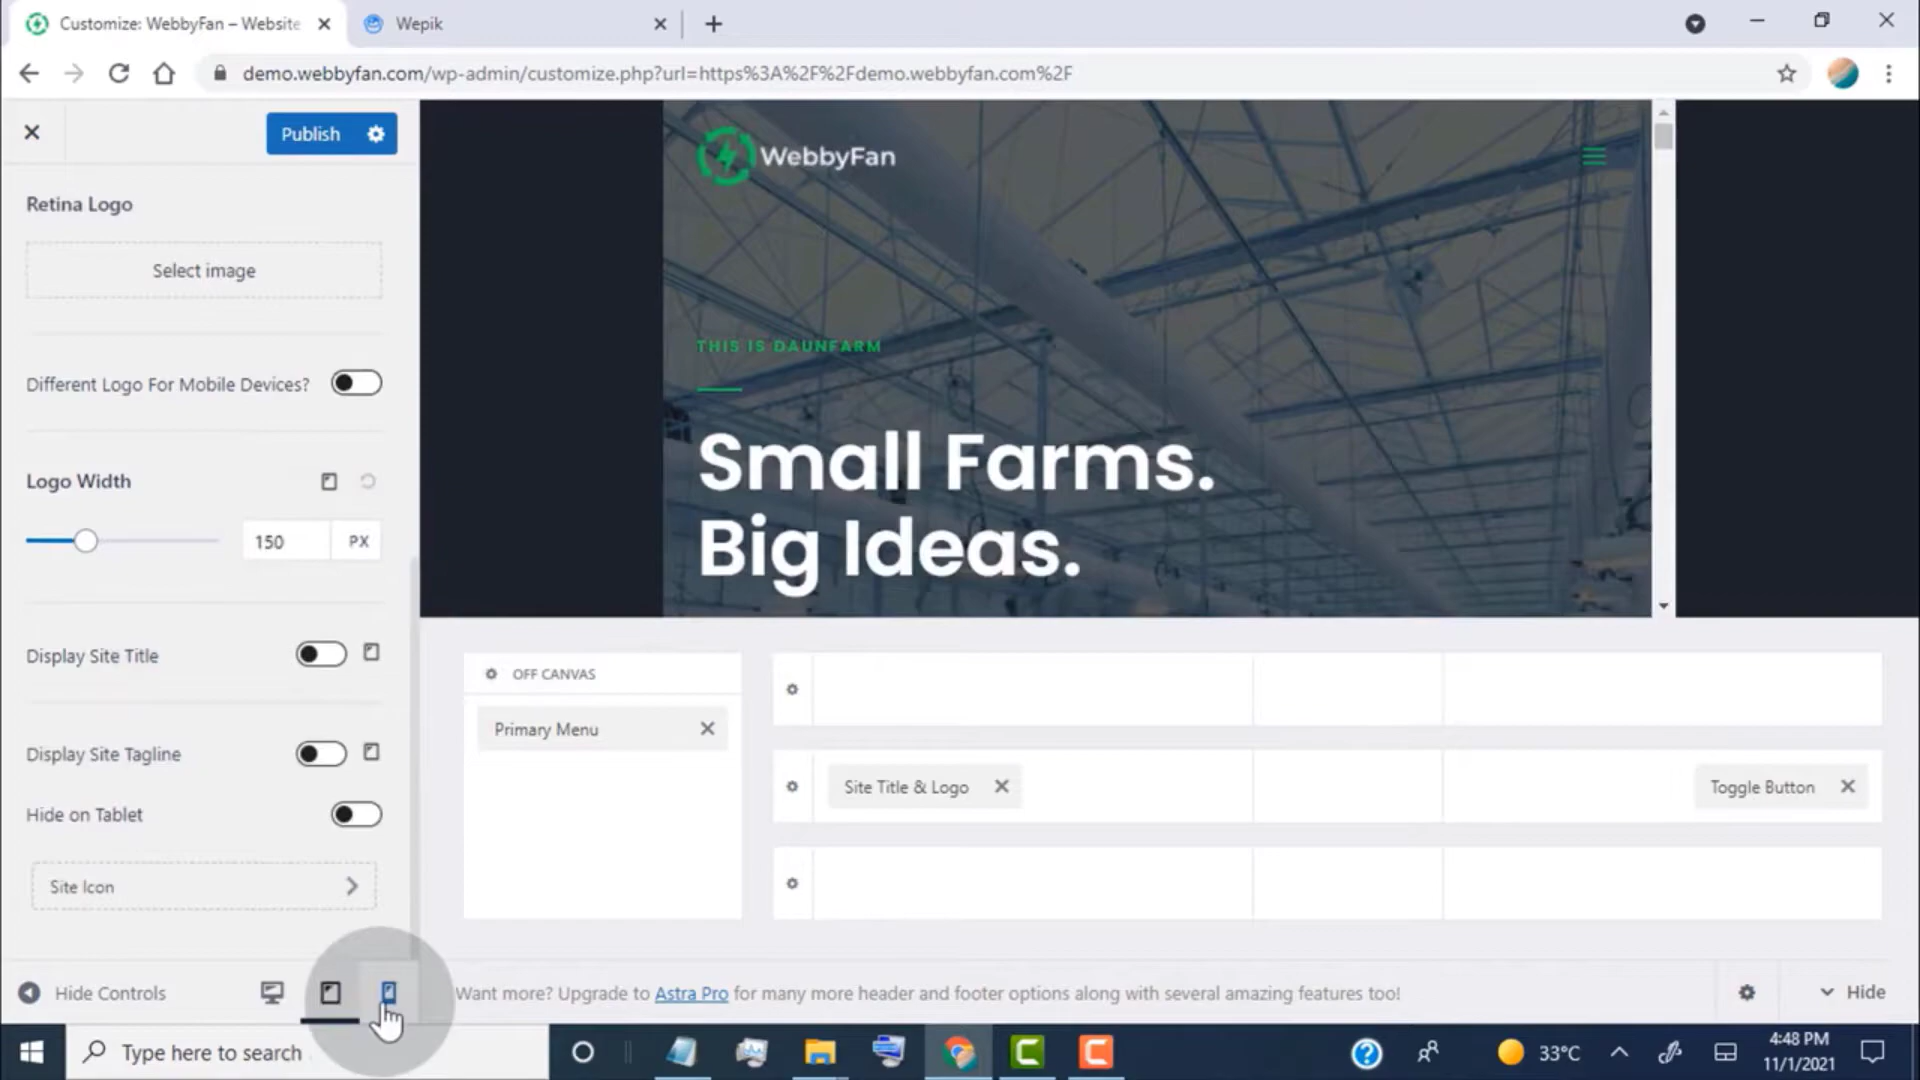 Customize: WebbyFan – Website
Wepik
demo.webbyfan.com/wp-admin/customize.php?url=https%3A%2F%2Fdemo.webbyfan.com%2F
Publish
Retina Logo
Select image
Different Logo For Mobile Devices?
Logo Width
150
PX
Display Site Title
Display Site Tagline
Hide on Tablet
Site Icon
Hide Controls
WebbyFan
THIS IS DAUNFARM
Small Farms.
Big Ideas.
OFF CANVAS
Primary Menu
Site Title & Logo
Toggle Button
Want more? Upgrade to Astra Pro for many more header and footer options along with several amazing features too!
Hide
Type here to search
33°C
4:48 PM
11/1/2021